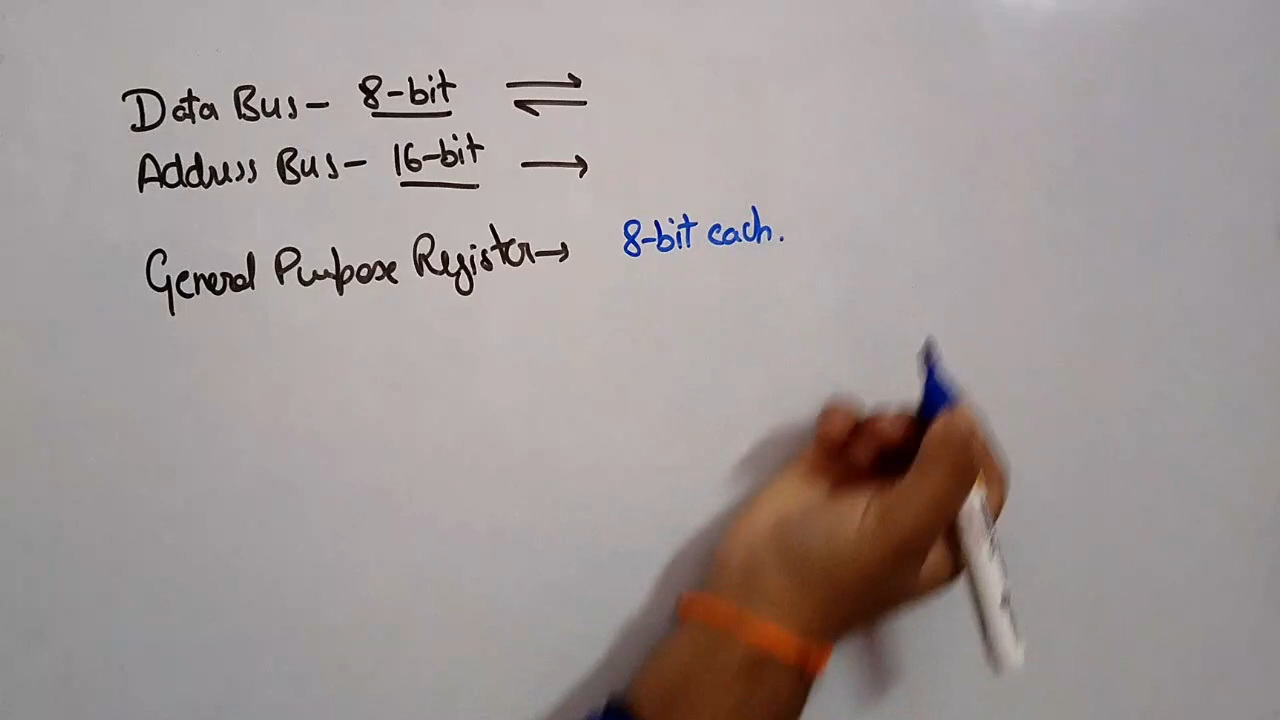 Data Bus- 8-bit ⇌
Address Bus- 16-bit →
General Purpose Register→ 8-bit each.